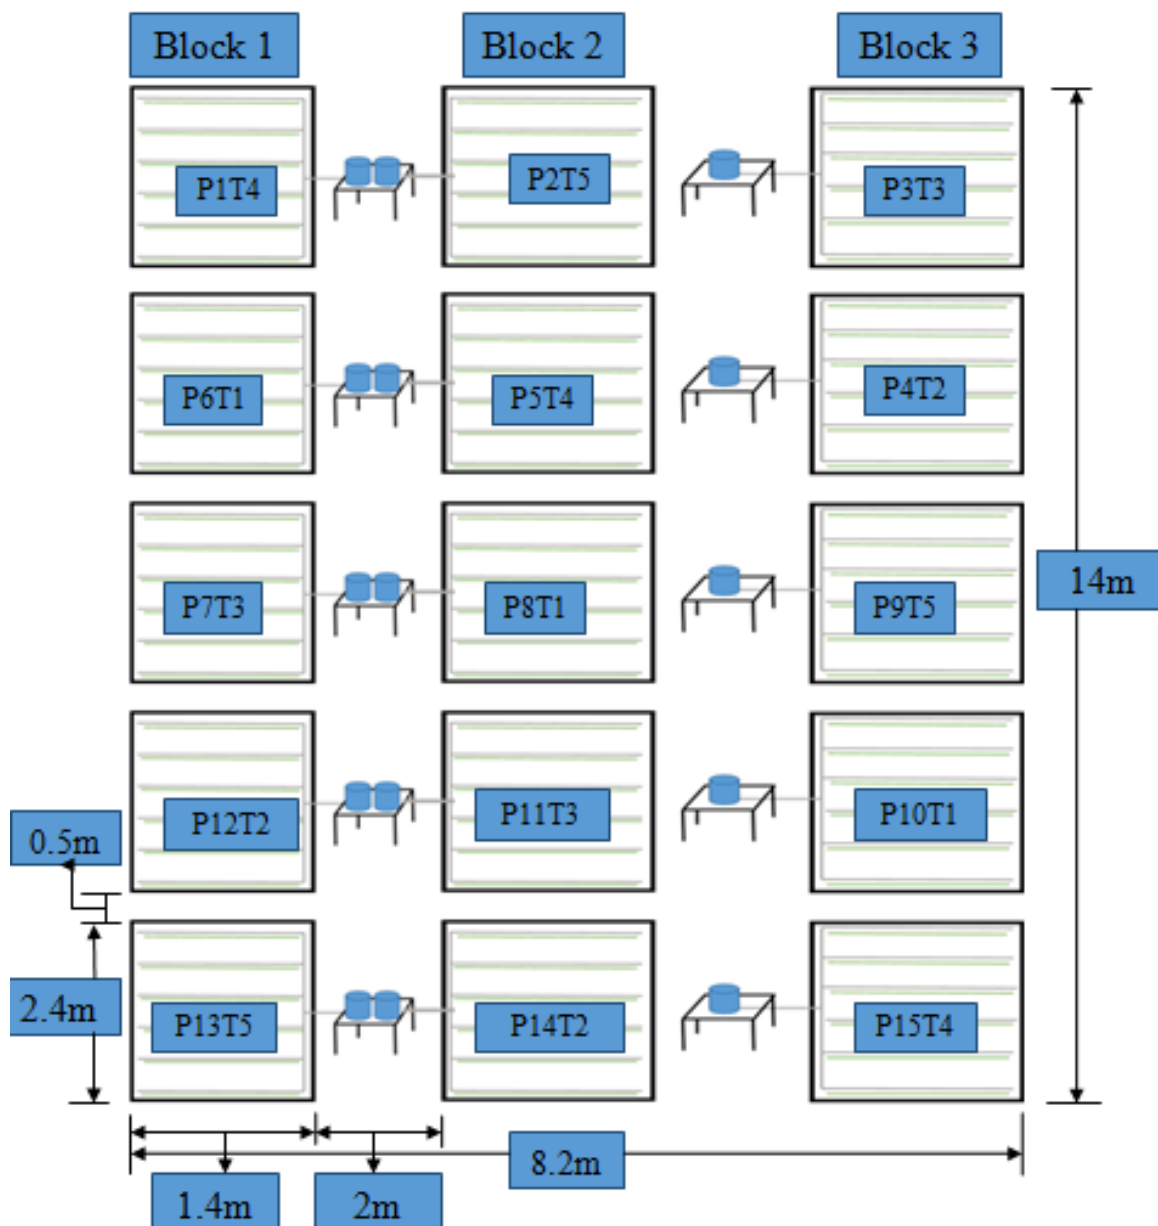 Block 1 Block 2 Block 3
P1T4 P2T5 P3T3
P6T1 P5T4 P4T2
14m
P7T3 P8T1 P9T5
P12T2 P11T3 P10T1
0.5m
2.4m
P13T5 P14T2 P15T4
8.2m
1.4m 2m